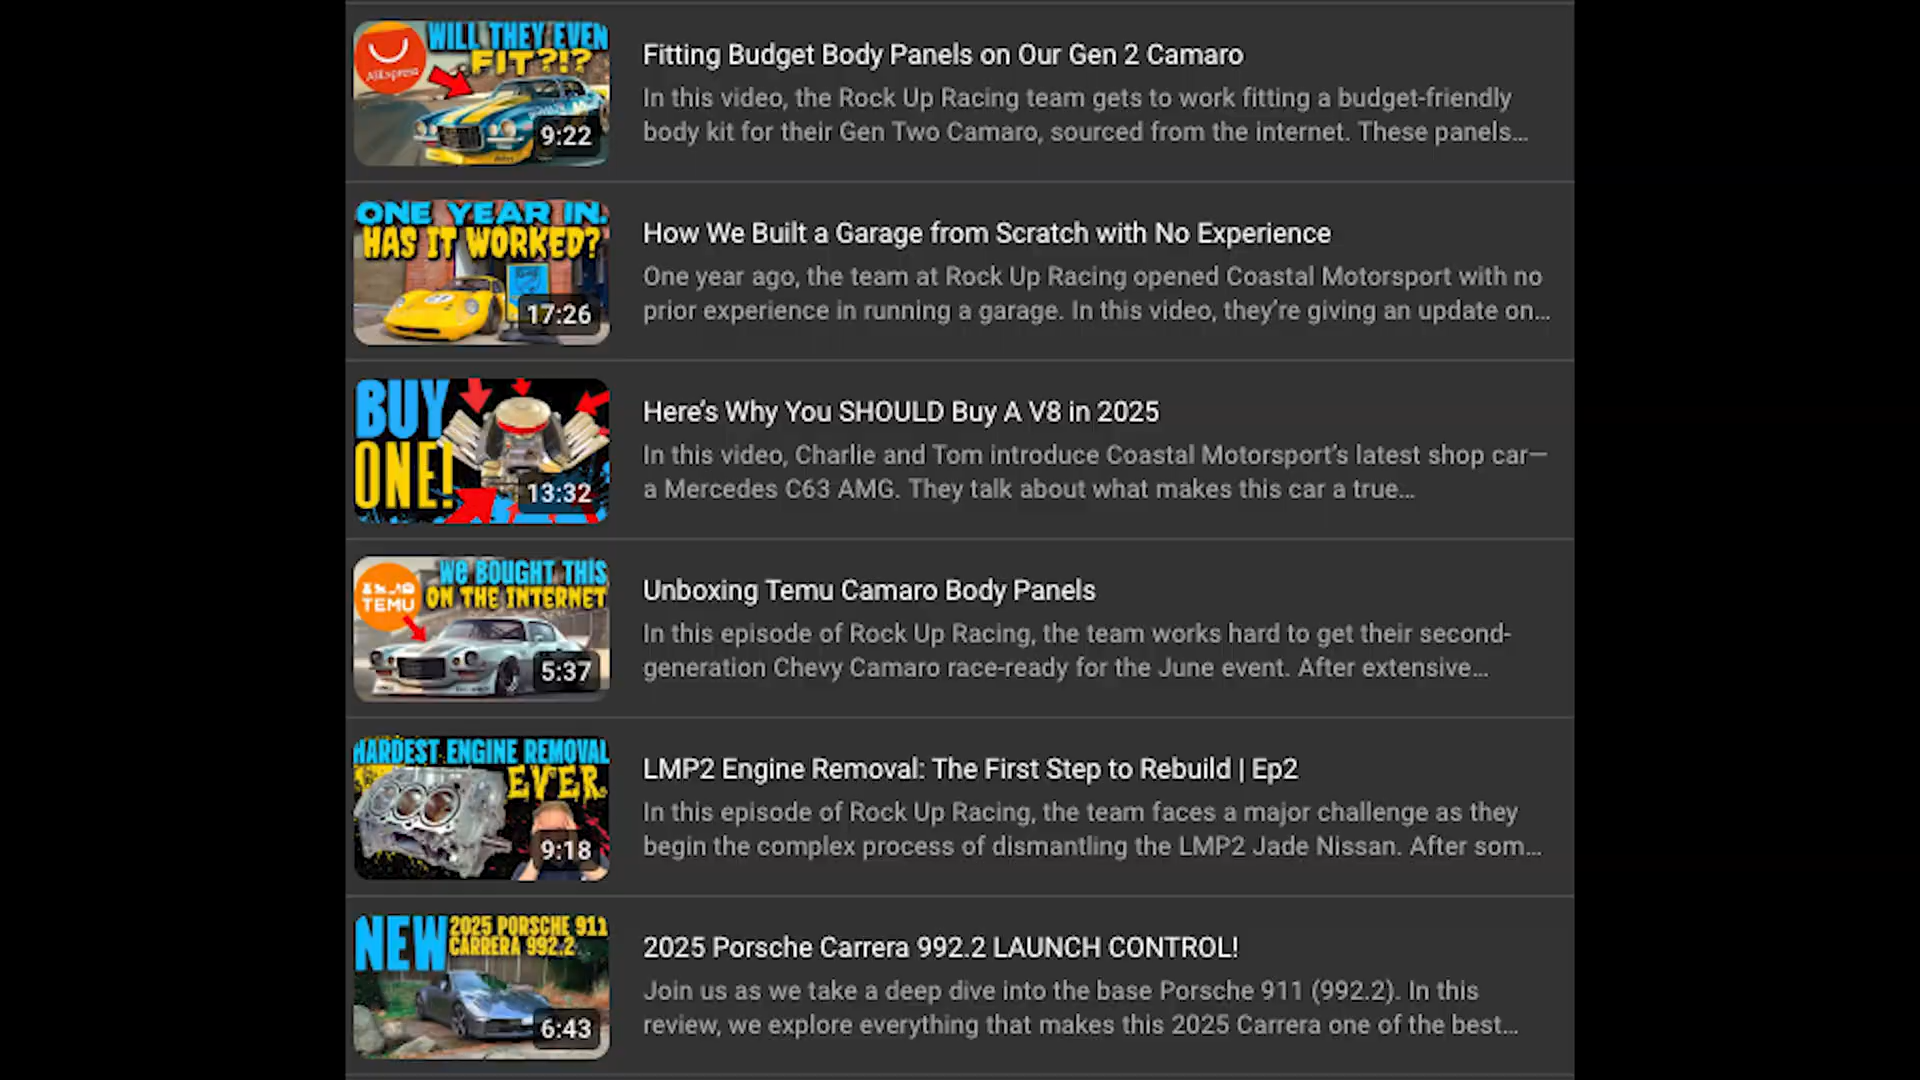 WILL THEY EVEN
FIT?!?
AliExpress
9:22
Fitting Budget Body Panels on Our Gen 2 Camaro
In this video, the Rock Up Racing team gets to work fitting a budget-friendly
body kit for their Gen Two Camaro, sourced from the internet. These panels…
ONE YEAR IN.
HAS IT WORKED?
17:26
How We Built a Garage from Scratch with No Experience
One year ago, the team at Rock Up Racing opened Coastal Motorsport with no
prior experience in running a garage. In this video, they’re giving an update on…
BUY
ONE!
13:32
Here’s Why You SHOULD Buy A V8 in 2025
In this video, Charlie and Tom introduce Coastal Motorsport’s latest shop car—
a Mercedes C63 AMG. They talk about what makes this car a true…
We BOUGHT THIS
ON THE INTERNET
TEMU
5:37
Unboxing Temu Camaro Body Panels
In this episode of Rock Up Racing, the team works hard to get their second-
generation Chevy Camaro race-ready for the June event. After extensive…
HARDEST ENGINE REMOVAL
EVER.
9:18
LMP2 Engine Removal: The First Step to Rebuild | Ep2
In this episode of Rock Up Racing, the team faces a major challenge as they
begin the complex process of dismantling the LMP2 Jade Nissan. After som…
NEW
2025 PORSCHE 911
CARRERA 992.2
6:43
2025 Porsche Carrera 992.2 LAUNCH CONTROL!
Join us as we take a deep dive into the base Porsche 911 (992.2). In this
review, we explore everything that makes this 2025 Carrera one of the best…